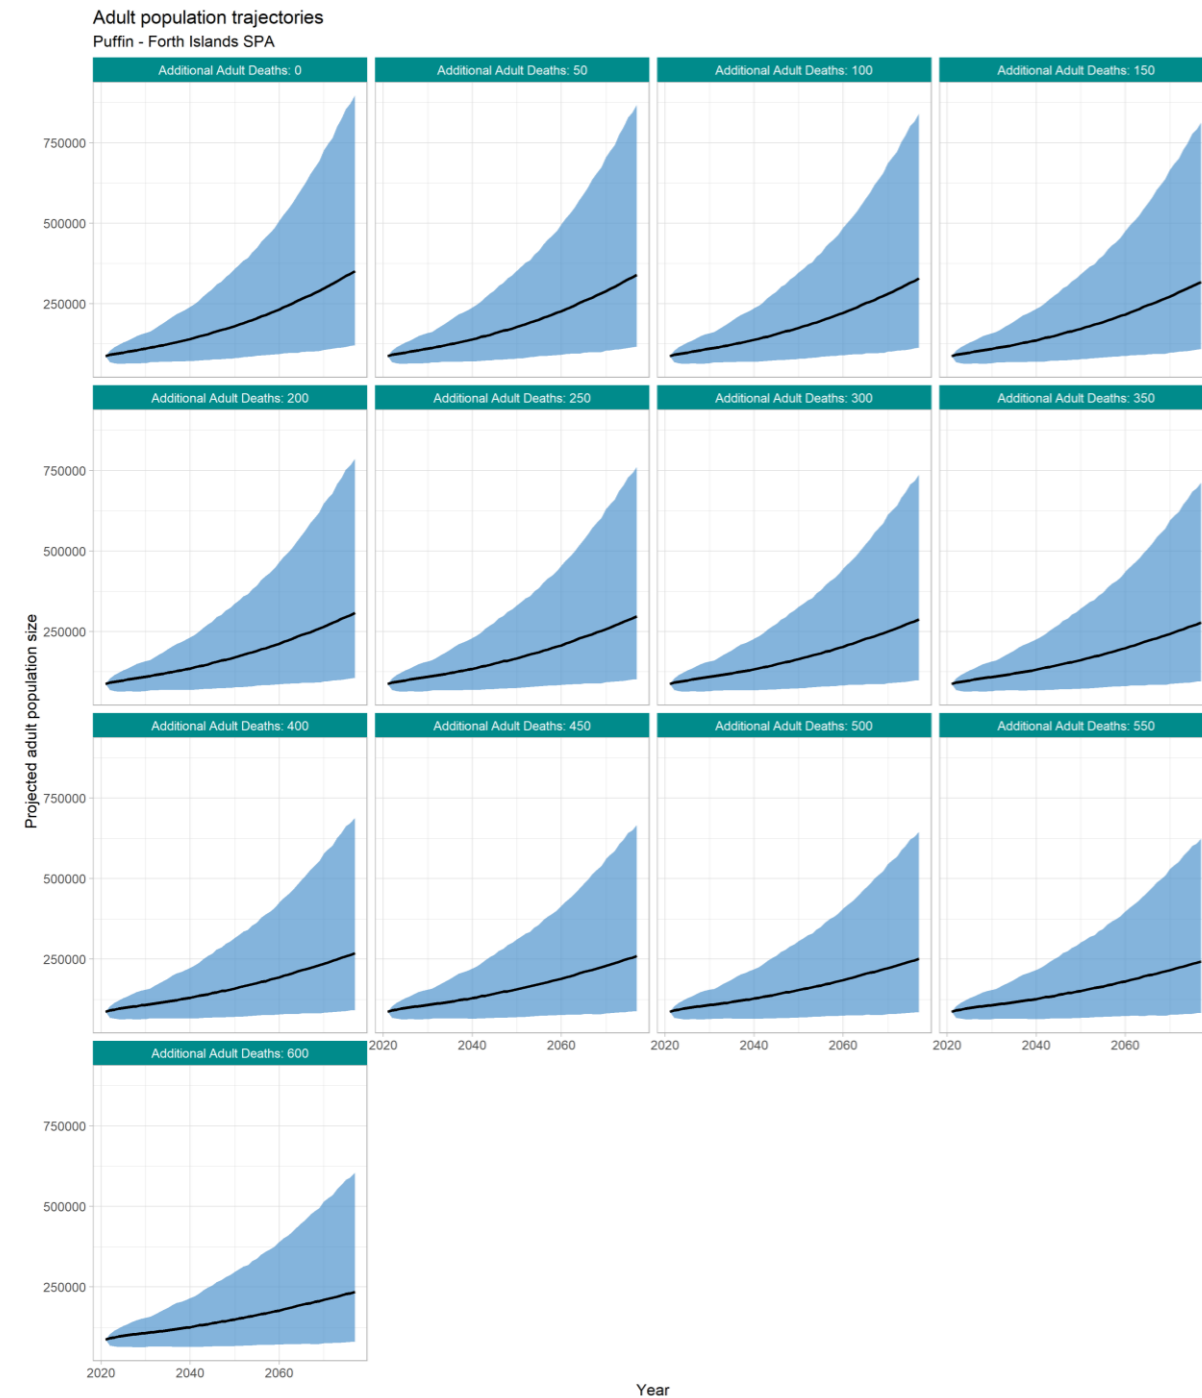 Adult population trajectories
Puffin - Forth Islands SPA
Additional Adult Deaths: 0
Additional Adult Deaths: 50
Additional Adult Deaths: 100
Additional Adult Deaths: 150
750000
500000
250000
Additional Adult Deaths: 200
Additional Adult Deaths: 250
Additional Adult Deaths: 300
Additional Adult Deaths: 350
750000
500000
250000
Projected adult population size
Additional Adult Deaths: 400
Additional Adult Deaths: 450
Additional Adult Deaths: 500
Additional Adult Deaths: 550
750000
500000
250000
2020 2040 2060
2020 2040 2060
2020 2040 2060
Additional Adult Deaths: 600
750000
500000
250000
2020 2040 2060
Year